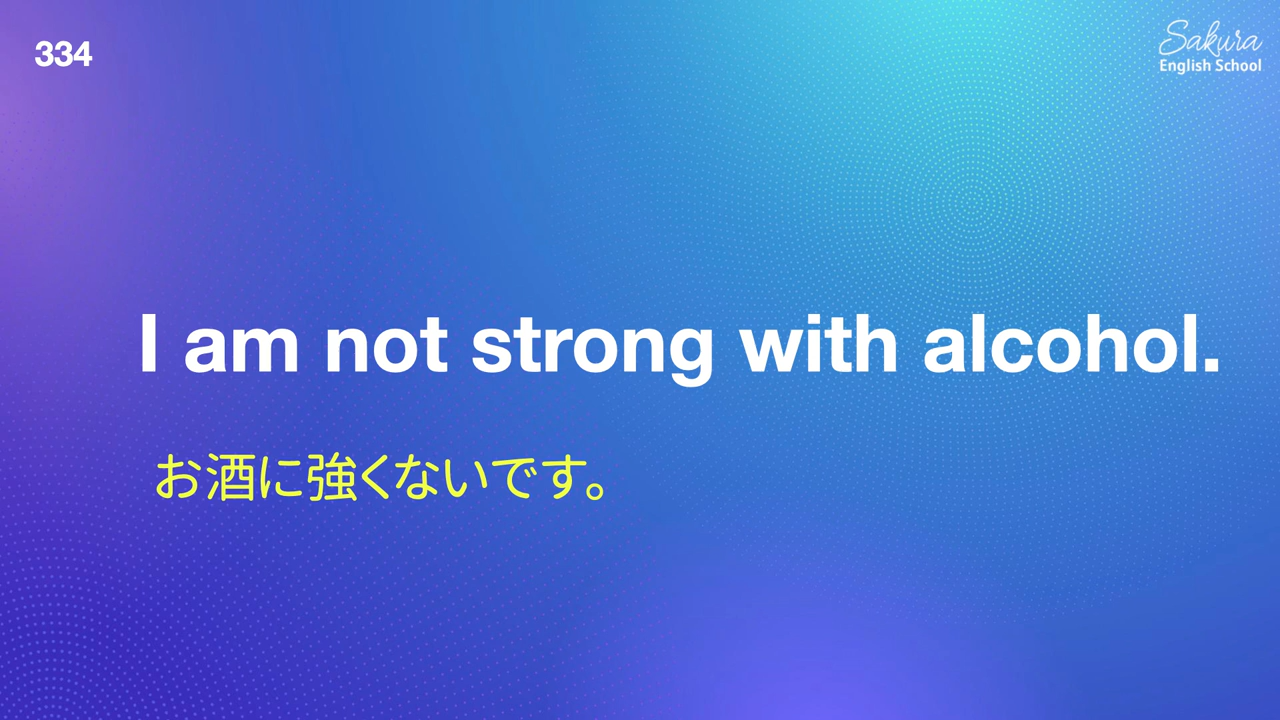 334
Sakura
English School
I am not strong with alcohol.
お酒に強くないです。